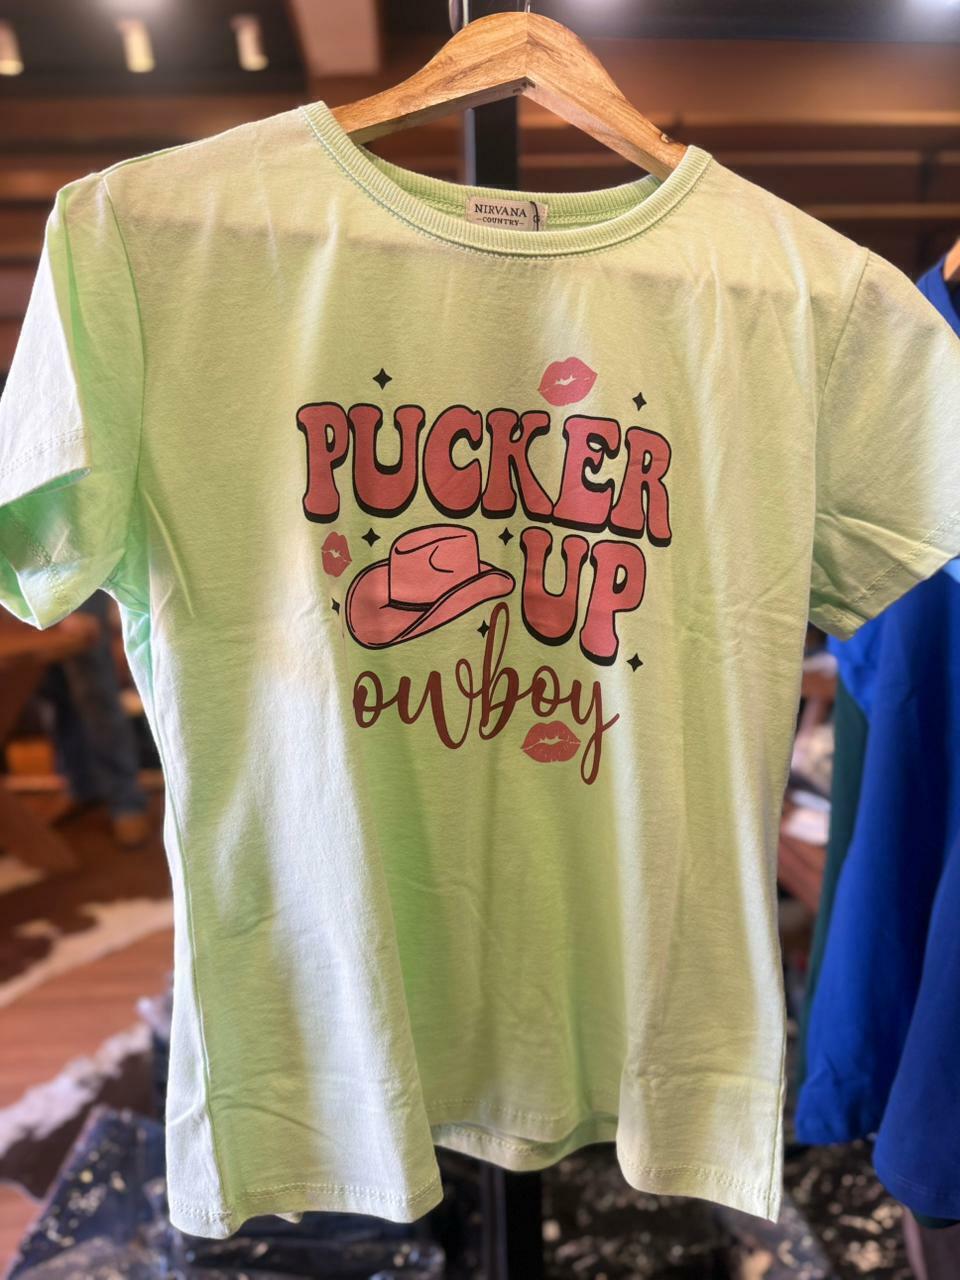 NIRVANA
-COUNTRY-
G
PUCKER
UP
owboy